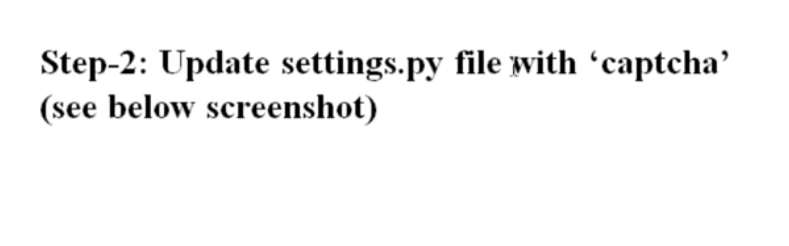 Step-2: Update settings.py file with ‘captcha’
(see below screenshot)